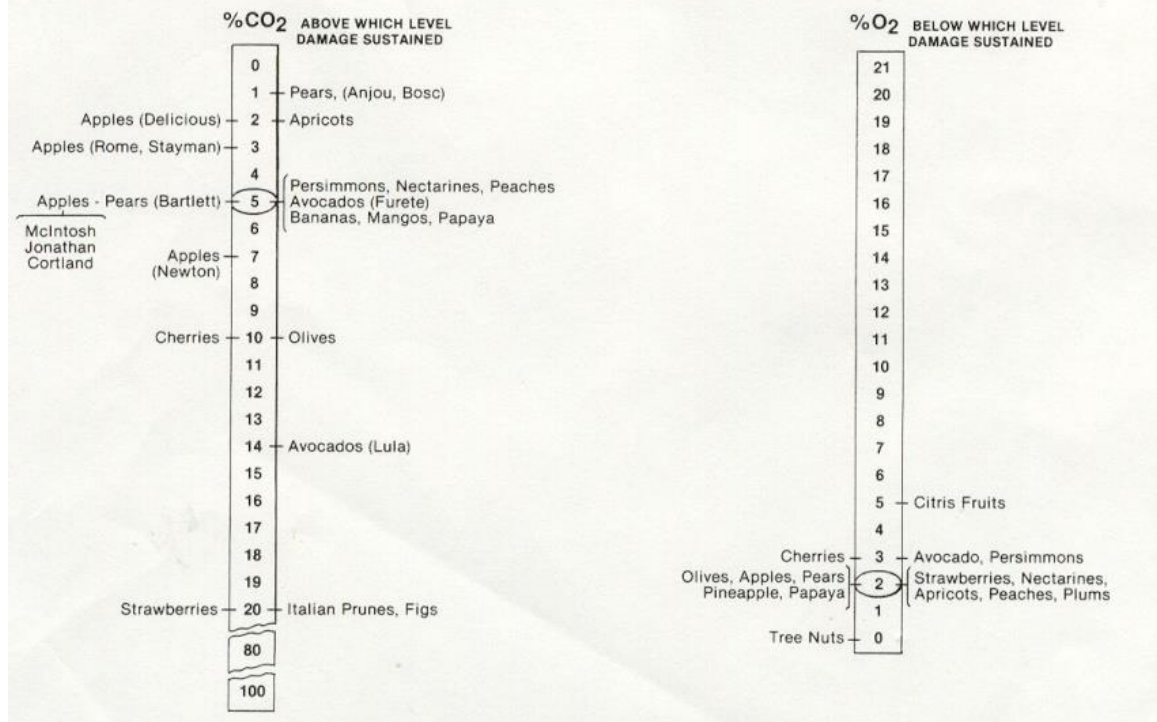 %CO2 ABOVE WHICH LEVEL
DAMAGE SUSTAINED
0
1 Pears, (Anjou, Bosc)
Apples (Delicious) 2 Apricots
Apples (Rome, Stayman) 3
4
Persimmons, Nectarines, Peaches
Apples - Pears (Bartlett) 5 Avocados (Furete)
Bananas, Mangos, Papaya
McIntosh
Jonathan
Cortland
6
Apples 7
(Newton)
8
9
Cherries 10 Olives
11
12
13
14 Avocados (Lula)
15
16
17
18
19
Strawberries 20 Italian Prunes, Figs
80
100
%O2 BELOW WHICH LEVEL
DAMAGE SUSTAINED
21
20
19
18
17
16
15
14
13
12
11
10
9
8
7
6
5 Citris Fruits
4
Cherries 3 Avocado, Persimmons
Olives, Apples, Pears 2 Strawberries, Nectarines,
Pineapple, Papaya Apricots, Peaches, Plums
1
Tree Nuts 0